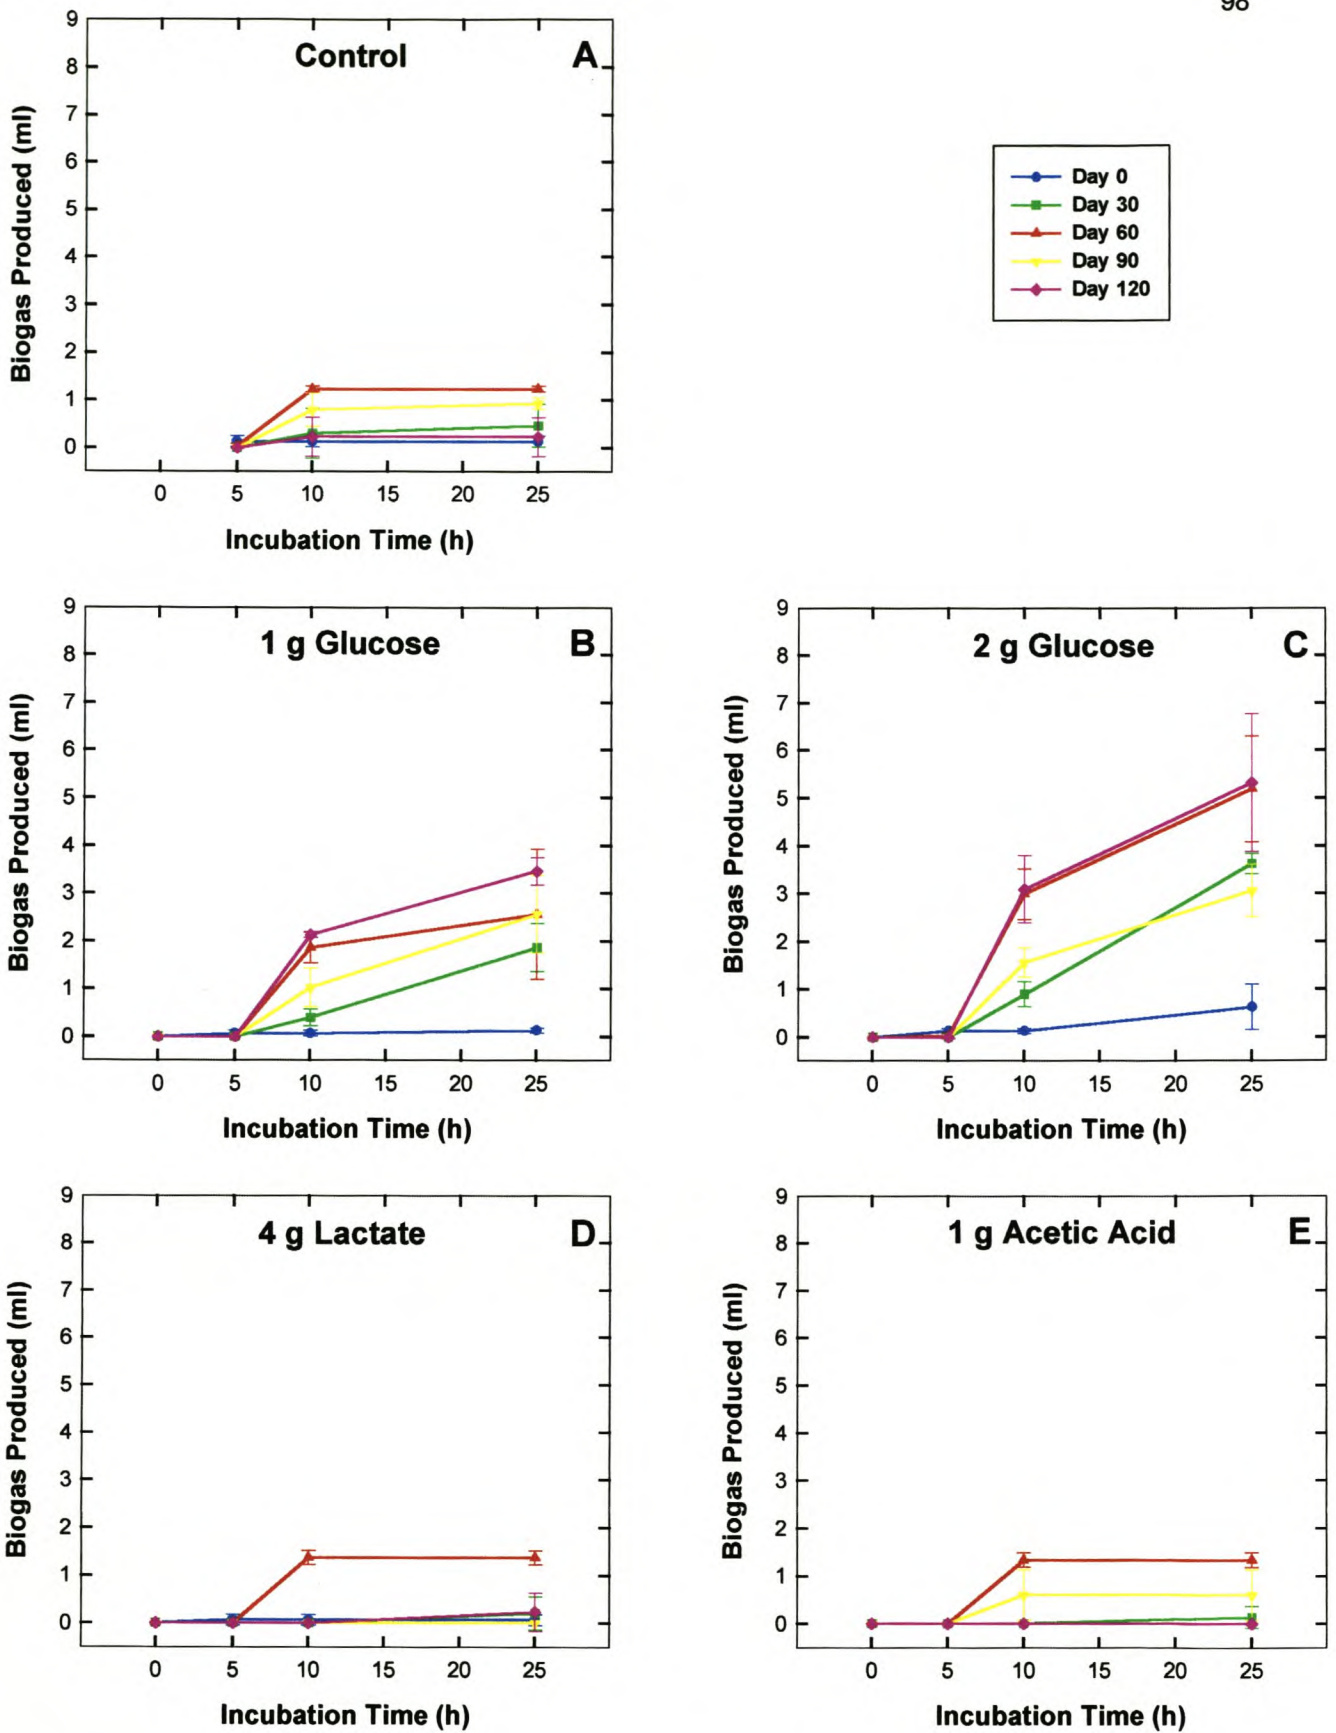 98
Control A
9
8
7
6
5
4
3
2
1
0
Biogas Produced (ml)
0 5 10 15 20 25
Incubation Time (h)
Day 0
Day 30
Day 60
Day 90
Day 120
1 g Glucose B
9
8
7
6
5
4
3
2
1
0
Biogas Produced (ml)
0 5 10 15 20 25
Incubation Time (h)
2 g Glucose C
9
8
7
6
5
4
3
2
1
0
Biogas Produced (ml)
0 5 10 15 20 25
Incubation Time (h)
4 g Lactate D
9
8
7
6
5
4
3
2
1
0
Biogas Produced (ml)
0 5 10 15 20 25
Incubation Time (h)
1 g Acetic Acid E
9
8
7
6
5
4
3
2
1
0
Biogas Produced (ml)
0 5 10 15 20 25
Incubation Time (h)